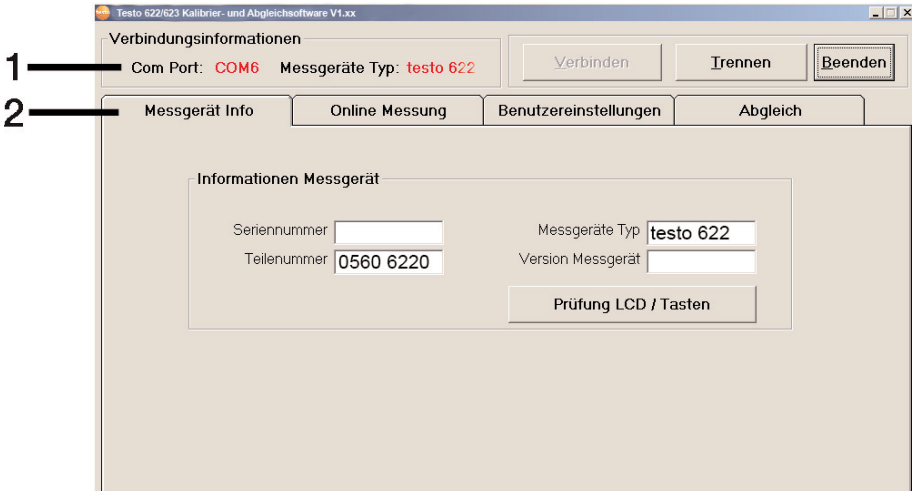 Testo 622/623 Kalibrier- und Abgleichsoftware V1.xx
Verbindungsinformationen
1
Com Port: COM6 Messgeräte Typ: testo 622
Verbinden Trennen Beenden
2
Messgerät Info Online Messung Benutzereinstellungen Abgleich
Informationen Messgerät
Seriennummer
Messgeräte Typ testo 622
Teilenummer 0560 6220
Version Messgerät
Prüfung LCD / Tasten